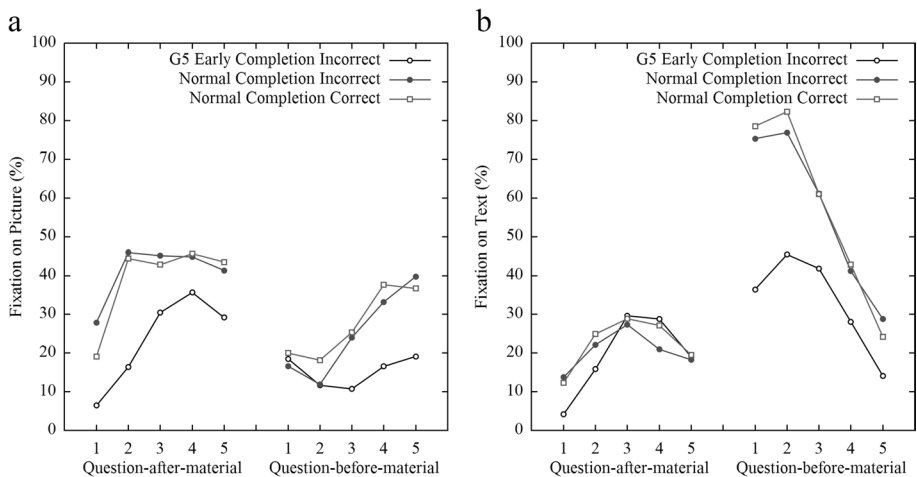 a
100
90
80
70
60
50
40
30
20
10
0
Fixation on Picture (%)
G5 Early Completion Incorrect
Normal Completion Incorrect
Normal Completion Correct
1 2 3 4 5 1 2 3 4 5
Question-after-material Question-before-material
b
100
90
80
70
60
50
40
30
20
10
0
Fixation on Text (%)
G5 Early Completion Incorrect
Normal Completion Incorrect
Normal Completion Correct
1 2 3 4 5 1 2 3 4 5
Question-after-material Question-before-material